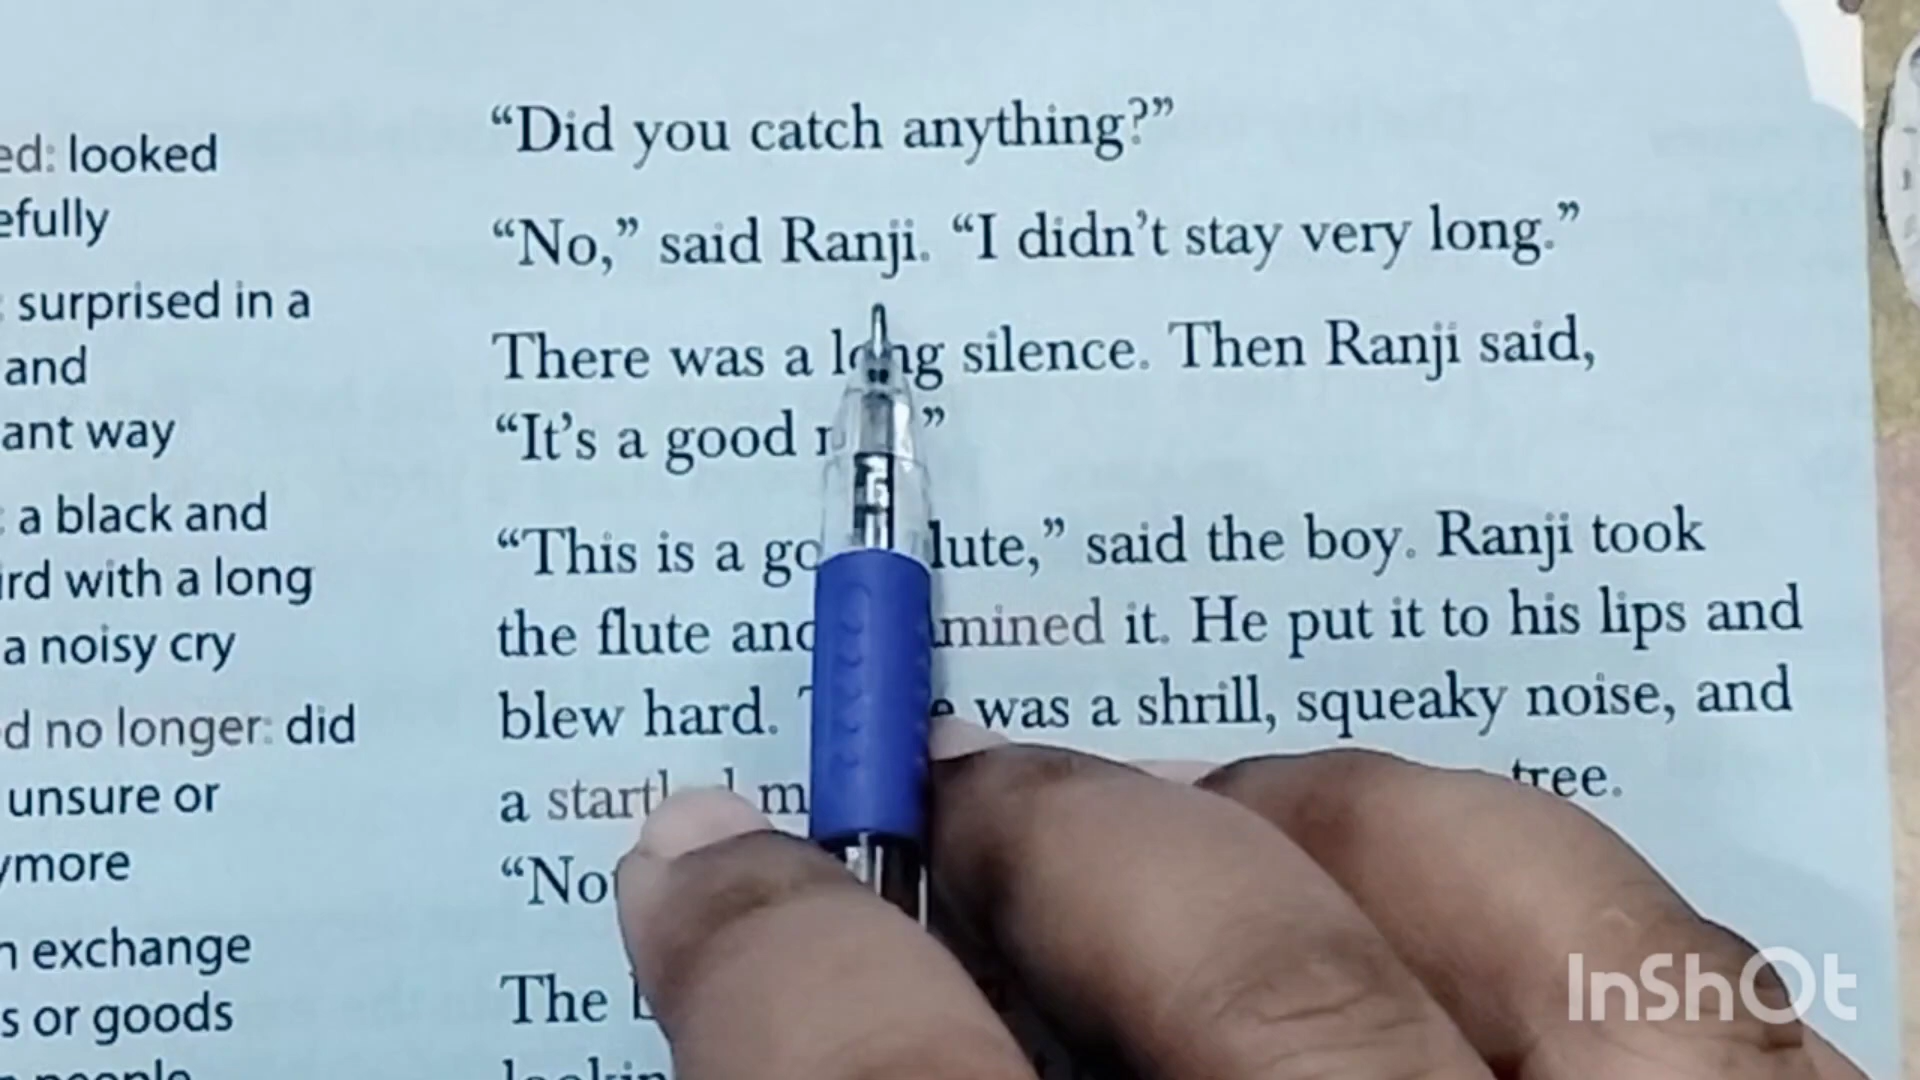 ed: looked
efully
: surprised in a
and
ant way
: a black and
ird with a long
a noisy cry
d no longer: did
unsure or
ymore
n exchange
s or goods
people
“Did you catch anything?”
“No,” said Ranji. “I didn’t stay very long.”
There was a long silence. Then Ranji said,
“It’s a good ”
“This is a go lute,” said the boy. Ranji took
the flute and mined it. He put it to his lips and
blew hard. was a shrill, squeaky noise, and
a tree.
“No
The
InShOt